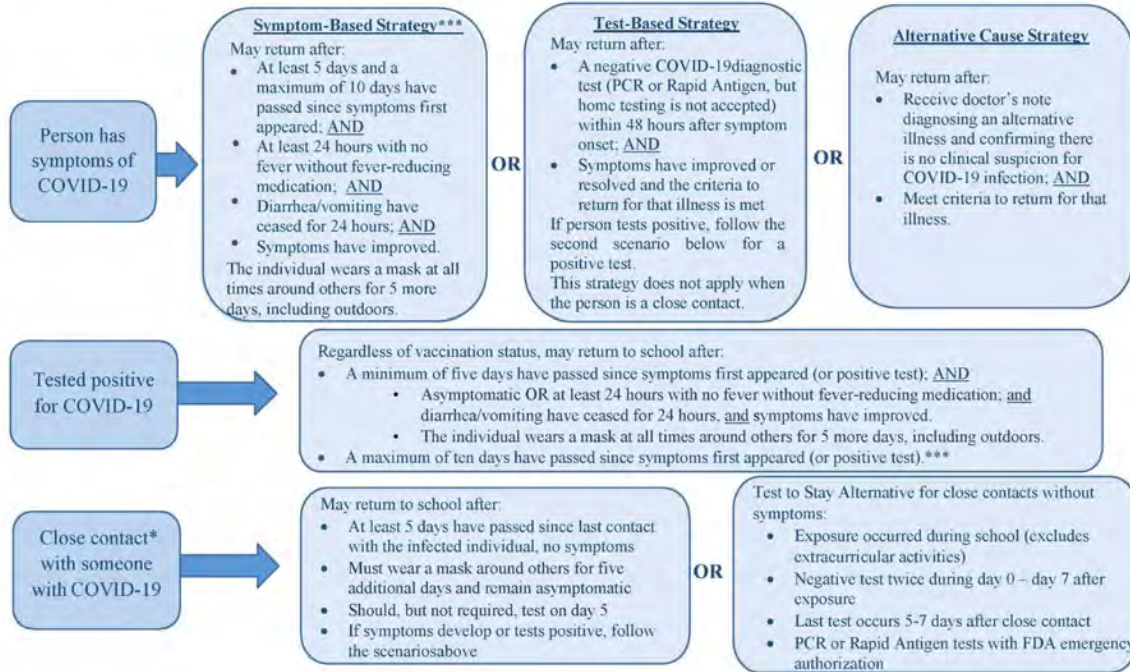 Person has
symptoms of
COVID-19
Symptom-Based Strategy***
May return after:
• At least 5 days and a
maximum of 10 days have
passed since symptoms first
appeared; AND
• At least 24 hours with no
fever without fever-reducing
medication; AND
• Diarrhea/vomiting have
ceased for 24 hours; AND
• Symptoms have improved.
The individual wears a mask at all
times around others for 5 more
days, including outdoors.
OR
Test-Based Strategy
May return after:
• A negative COVID-19diagnostic
test (PCR or Rapid Antigen, but
home testing is not accepted)
within 48 hours after symptom
onset; AND
• Symptoms have improved or
resolved and the criteria to
return for that illness is met
If person tests positive, follow the
second scenario below for a
positive test.
This strategy does not apply when
the person is a close contact.
OR
Alternative Cause Strategy
May return after:
• Receive doctor's note
diagnosing an alternative
illness and confirming there
is no clinical suspicion for
COVID-19 infection; AND
• Meet criteria to return for that
illness.
Tested positive
for COVID-19
Regardless of vaccination status, may return to school after:
• A minimum of five days have passed since symptoms first appeared (or positive test); AND
• Asymptomatic OR at least 24 hours with no fever without fever-reducing medication; and
diarrhea/vomiting have ceased for 24 hours, and symptoms have improved.
• The individual wears a mask at all times around others for 5 more days, including outdoors.
• A maximum of ten days have passed since symptoms first appeared (or positive test).***
Close contact*
with someone
with COVID-19
May return to school after:
• At least 5 days have passed since last contact
with the infected individual, no symptoms
• Must wear a mask around others for five
additional days and remain asymptomatic
• Should, but not required, test on day 5
• If symptoms develop or tests positive, follow
the scenariosabove
OR
Test to Stay Alternative for close contacts without
symptoms:
• Exposure occurred during school (excludes
extracurricular activities)
• Negative test twice during day 0 – day 7 after
exposure
• Last test occurs 5-7 days after close contact
• PCR or Rapid Antigen tests with FDA emergency
authorization